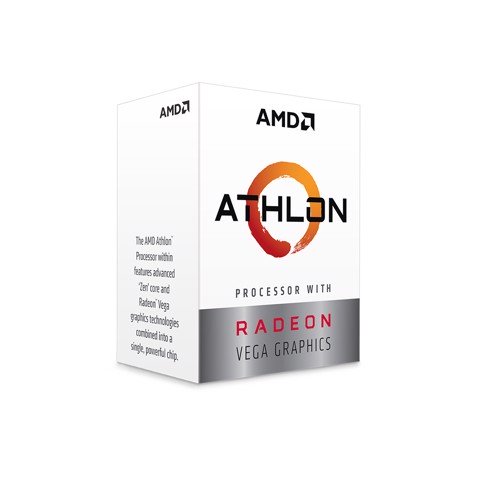 AMD
The AMD Athlon™
Processor within
features advanced
'Zen' core and
Radeon™ Vega
graphics technologies
combined into a
single, powerful chip.
AMD
ATHLON
PROCESSOR WITH
RADEON
VEGA GRAPHICS